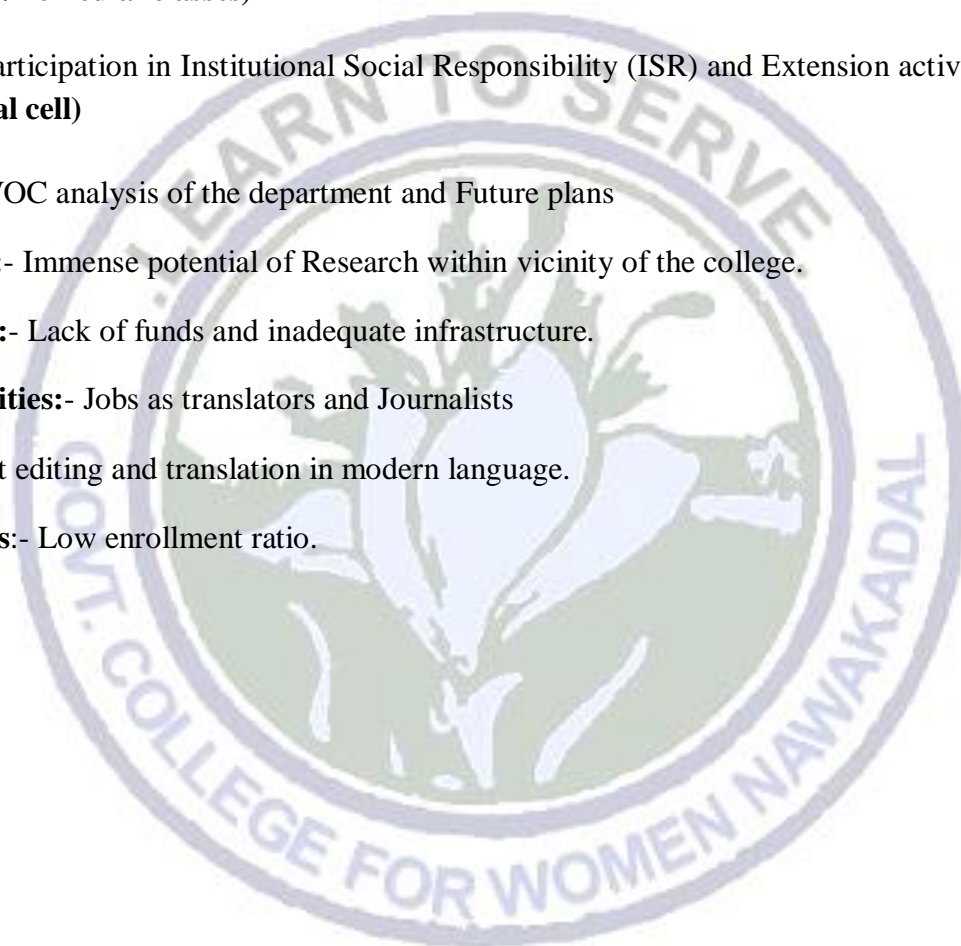 articipation in Institutional Social Responsibility (ISR) and Extension activ
al cell)
OC analysis of the department and Future plans
:- Immense potential of Research within vicinity of the college.
:- Lack of funds and inadequate infrastructure.
ities:- Jobs as translators and Journalists
t editing and translation in modern language.
s:- Low enrollment ratio.
LEARN TO SERVE
GOVT. COLLEGE FOR WOMEN NAWAKADAL